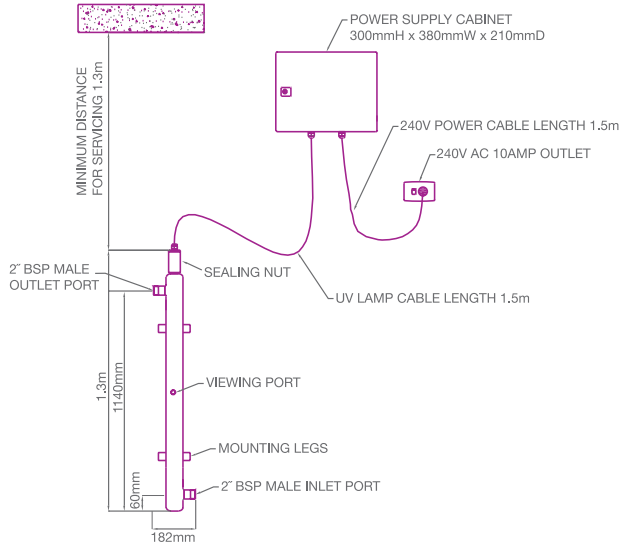 POWER SUPPLY CABINET
300mmH x 380mmW x 210mmD
MINIMUM DISTANCE
FOR SERVICING 1.3m
240V POWER CABLE LENGTH 1.5m
240V AC 10AMP OUTLET
2˝ BSP MALE
OUTLET PORT
SEALING NUT
UV LAMP CABLE LENGTH 1.5m
1.3m
1140mm
VIEWING PORT
MOUNTING LEGS
60mm
2˝ BSP MALE INLET PORT
182mm